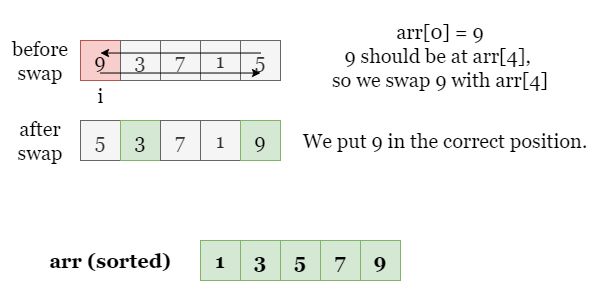 before
swap
9 3 7 1 5
i
arr[0] = 9
9 should be at arr[4],
so we swap 9 with arr[4]
after
swap
5 3 7 1 9
We put 9 in the correct position.
arr (sorted)
1 3 5 7 9